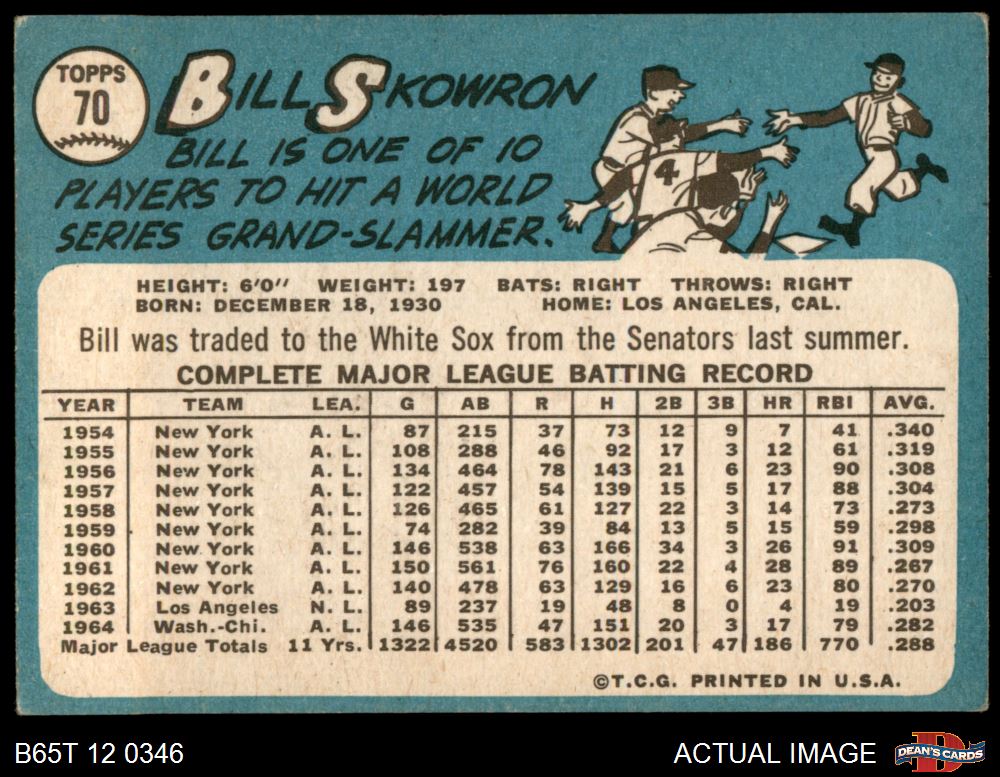 TOPPS
70
BILL SKOWRON
BILL IS ONE OF 10
PLAYERS TO HIT A WORLD
SERIES GRAND-SLAMMER.
4
HEIGHT: 6'0" WEIGHT: 197 BATS: RIGHT THROWS: RIGHT
BORN: DECEMBER 18, 1930 HOME: LOS ANGELES, CAL.
Bill was traded to the White Sox from the Senators last summer.
COMPLETE MAJOR LEAGUE BATTING RECORD
YEAR TEAM LEA. G AB R H 2B 3B HR RBI AVG.
1954 New York A. L. 87 215 37 73 12 9 7 41 .340
1955 New York A. L. 108 288 46 92 17 3 12 61 .319
1956 New York A. L. 134 464 78 143 21 6 23 90 .308
1957 New York A. L. 122 457 54 139 15 5 17 88 .304
1958 New York A. L. 126 465 61 127 22 3 14 73 .273
1959 New York A. L. 74 282 39 84 13 5 15 59 .298
1960 New York A. L. 146 538 63 166 34 3 26 91 .309
1961 New York A. L. 150 561 76 160 22 4 28 89 .267
1962 New York A. L. 140 478 63 129 16 6 23 80 .270
1963 Los Angeles N. L. 89 237 19 48 8 0 4 19 .203
1964 Wash.-Chi. A. L. 146 535 47 151 20 3 17 79 .282
Major League Totals 11 Yrs. 1322 4520 583 1302 201 47 186 770 .288
©T.C.G. PRINTED IN U.S.A.
B65T 12 0346 ACTUAL IMAGE D DEAN'S CARDS